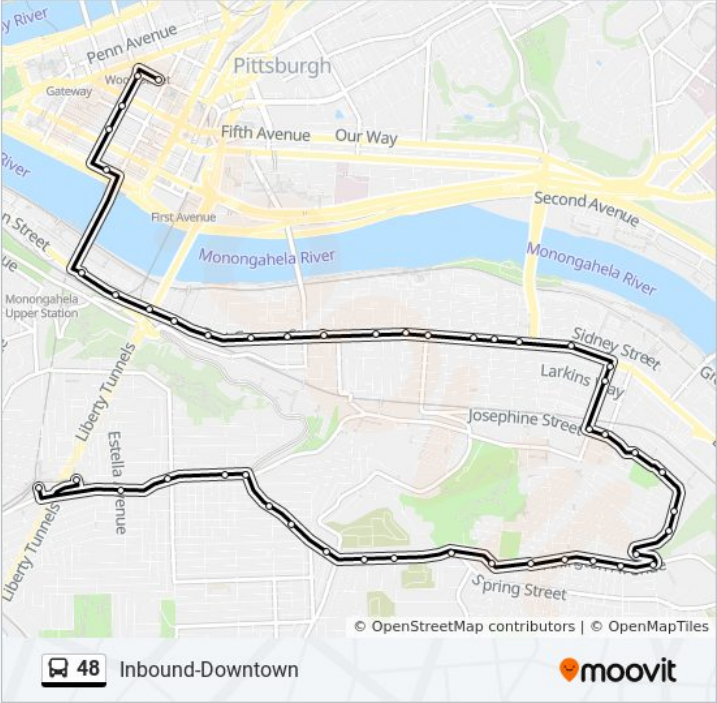 y River
Penn Avenue
Pittsburgh
Gateway
Fifth Avenue
Our Way
River
First Avenue
Second Avenue
n Street
Monongahela River
Monongahela River
ue
Monongahela
Upper Station
Sidney Street
Larkins
Liberty Tunnels
Josephine Street
Estella Avenue
Liberty Tunnels
Spring Street
© OpenStreetMap contributors | © OpenMapTiles
48 Inbound-Downtown
moovit